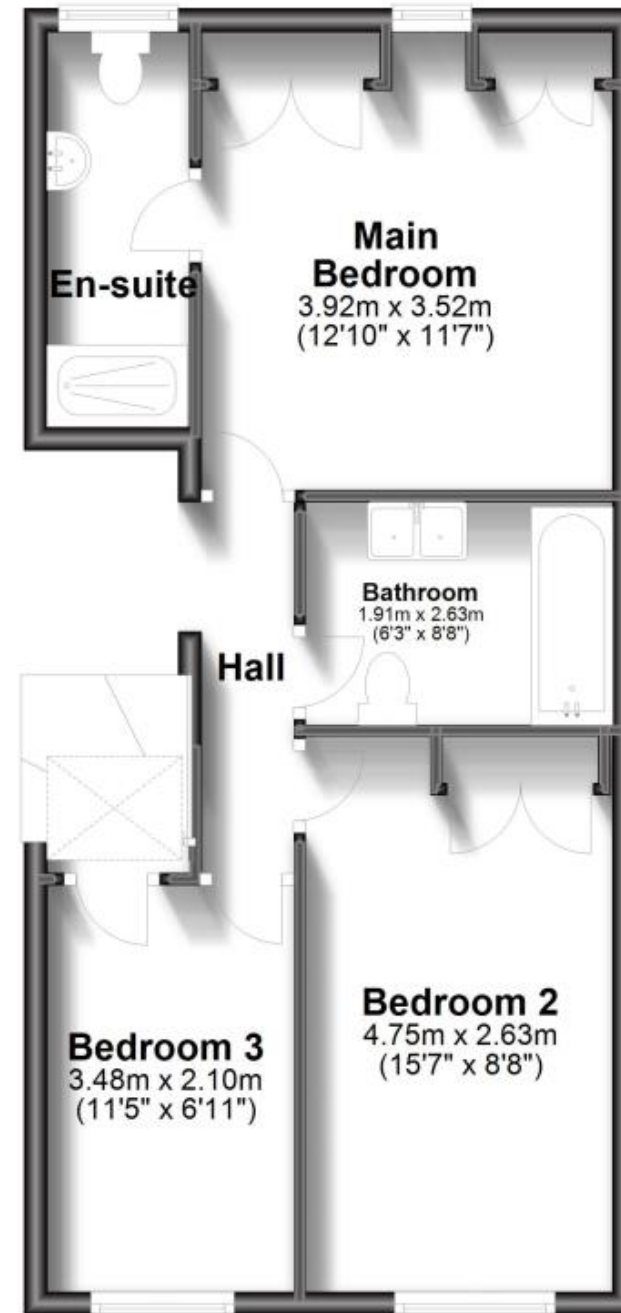 Main
Bedroom
3.92m x 3.52m
(12'10" x 11'7")
En-suite
Bathroom
1.91m x 2.63m
(6'3" x 8'8")
Hall
Bedroom 2
4.75m x 2.63m
(15'7" x 8'8")
Bedroom 3
3.48m x 2.10m
(11'5" x 6'11")